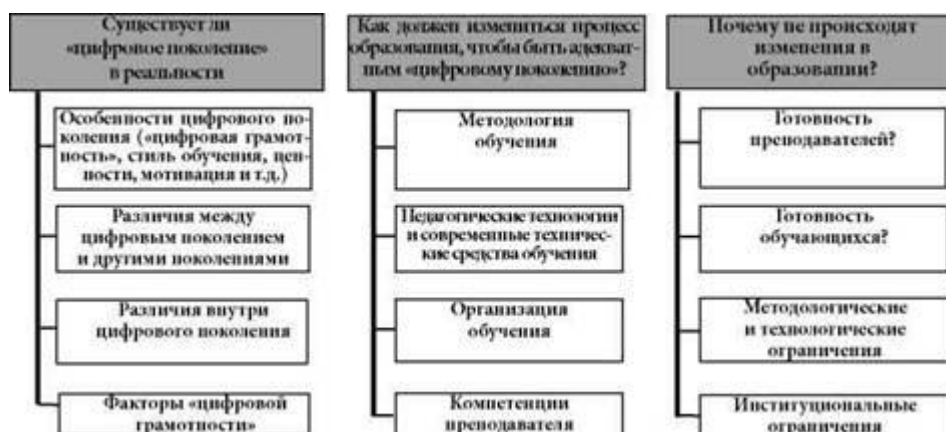 Существует ли
«цифровое поколение»
в реальности
Особенности цифрового по-
коления («цифровая грамот-
ность», стиль обучения, цен-
ности, мотивация и т.д.)
Различия между
цифровым поколением
и другими поколениями
Различия внутри
цифрового поколения
Факторы «цифровой
грамотности»
Как должен измениться процесс
образования, чтобы быть адекват-
ным «цифровому поколению»?
Методология
обучения
Педагогические технологии
и современные техничес-
кие средства обучения
Организация
обучения
Компетенции
преподавателя
Почему не происходят
изменения в
образовании?
Готовность
преподавателей?
Готовность
обучающихся?
Методологические
и технологические
ограничения
Институциональные
ограничения